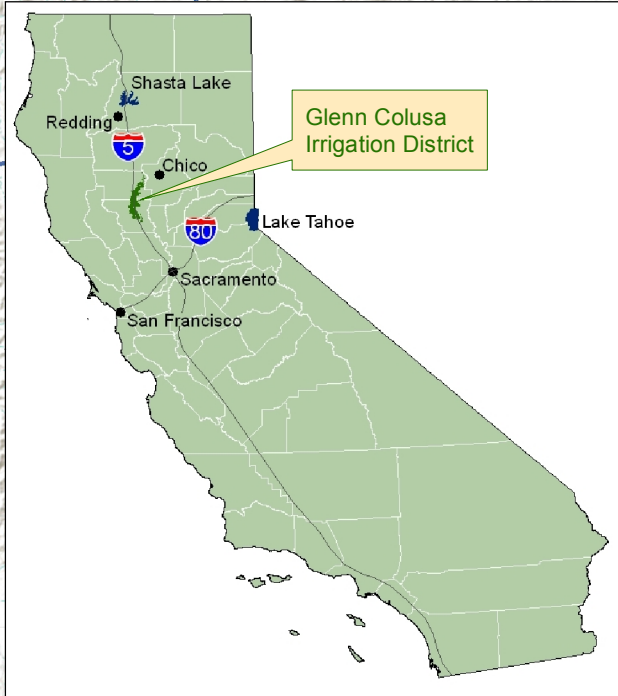 Shasta Lake
Redding
5
Glenn Colusa
Irrigation District
Chico
80
Lake Tahoe
Sacramento
San Francisco